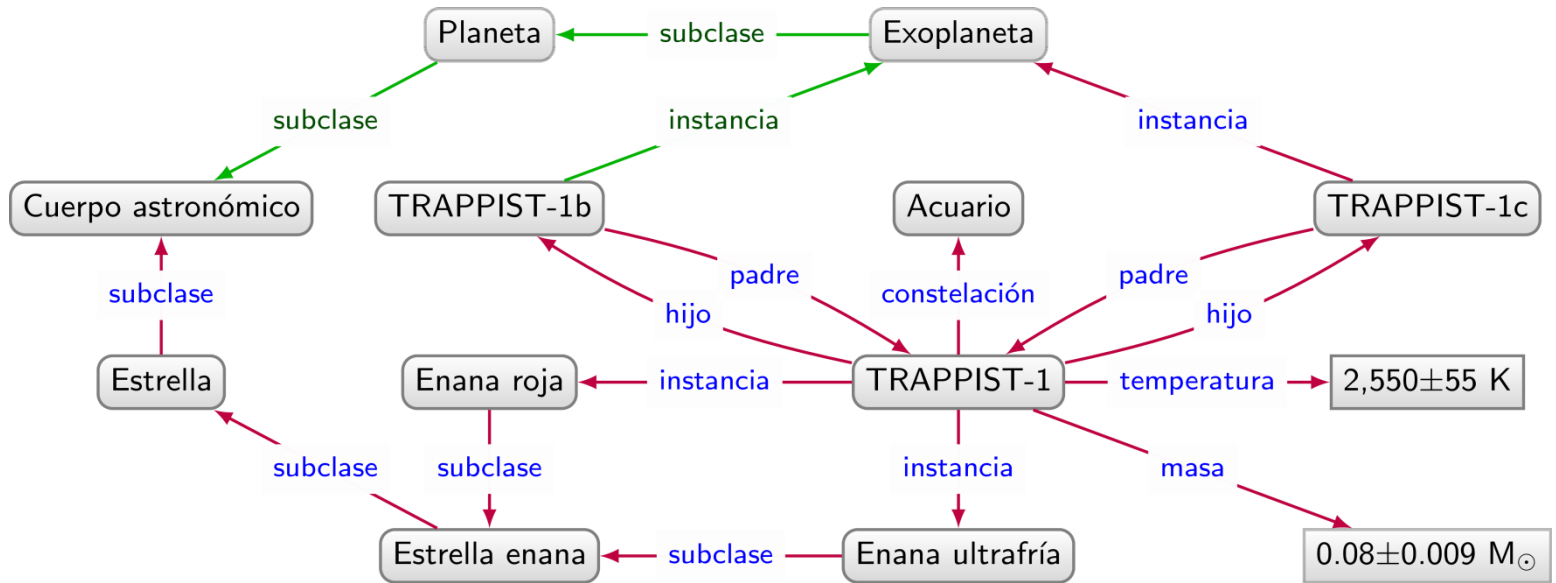 Planeta
subclase
Exoplaneta
subclase
instancia
instancia
Cuerpo astronómico
TRAPPIST-1b
Acuario
TRAPPIST-1c
subclase
padre
hijo
constelación
padre
hijo
Estrella
Enana roja
instancia
TRAPPIST-1
temperatura
2,550±55 K
subclase
subclase
instancia
masa
Estrella enana
subclase
Enana ultrafría
0.08±0.009 M☉